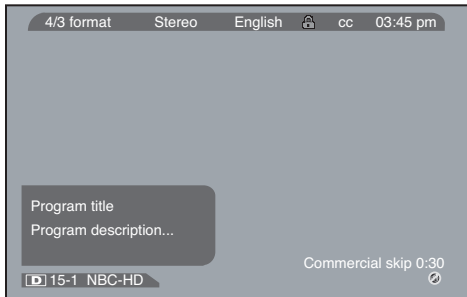 4/3 format Stereo English cc 03:45 pm
Program title
Program description...
Commercial skip 0:30
D 15-1 NBC-HD